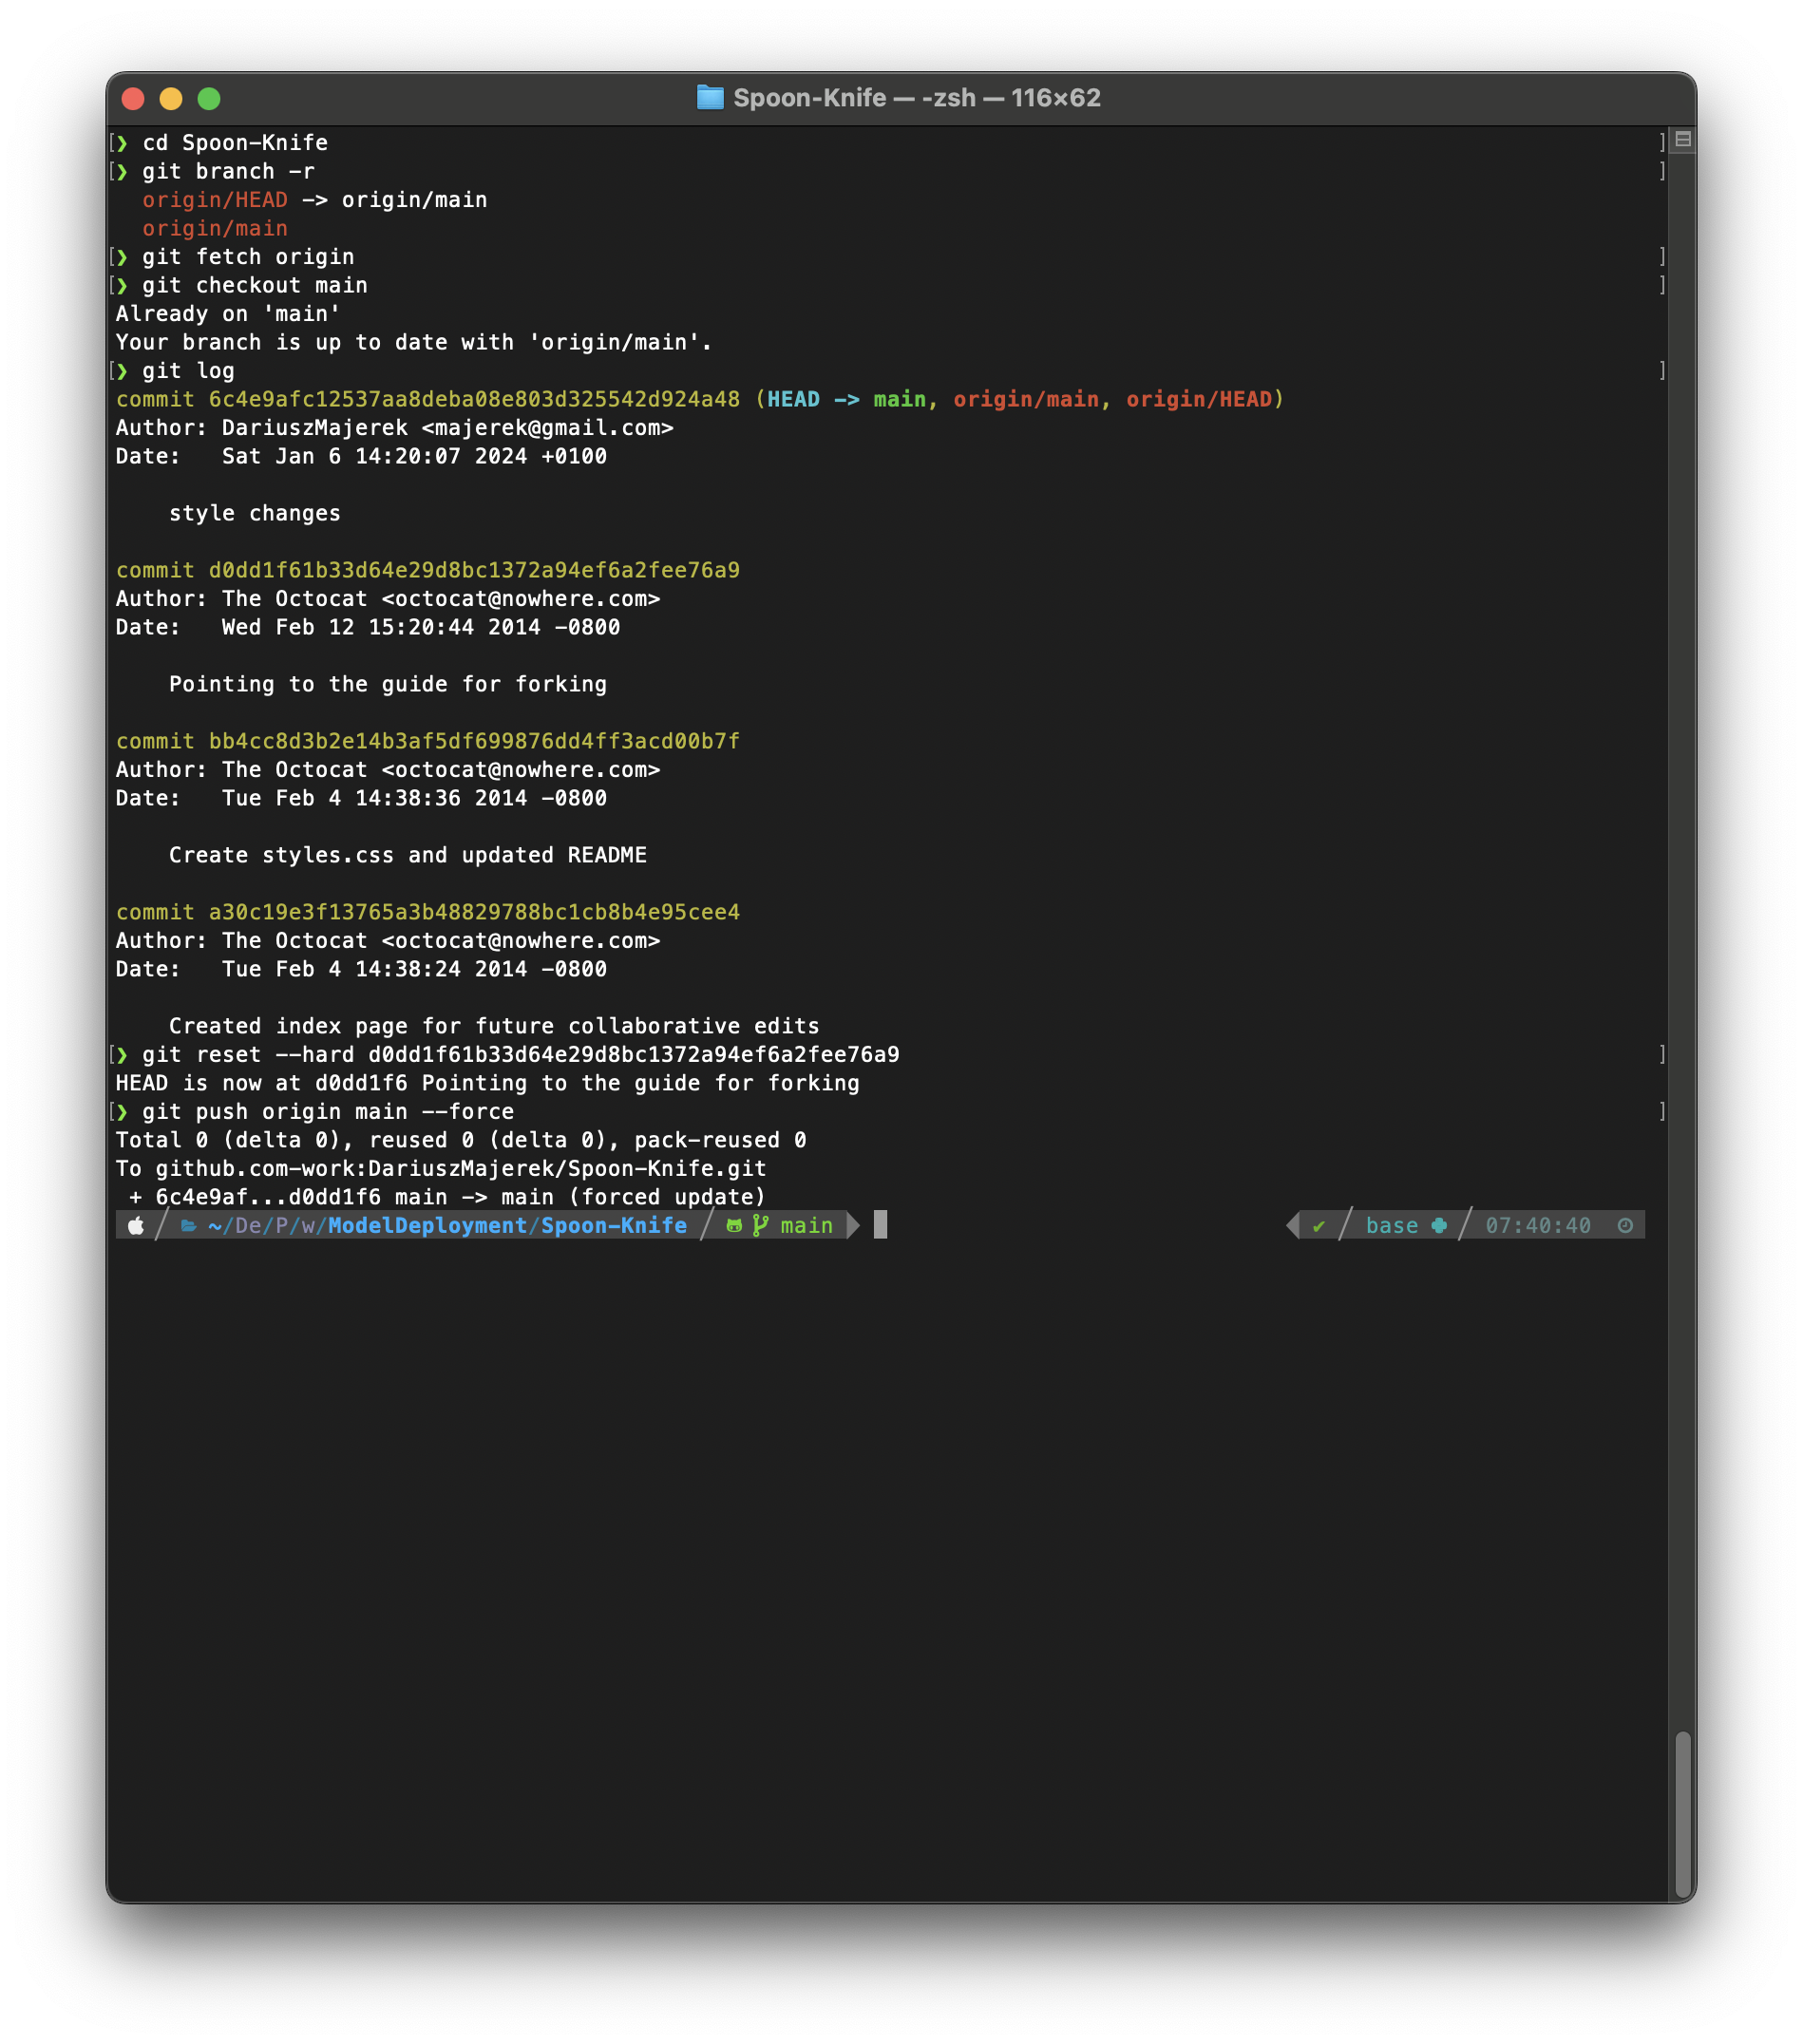 Spoon-Knife — -zsh — 116×62
[❯ cd Spoon-Knife ]
[❯ git branch -r ]
origin/HEAD -> origin/main
origin/main
[❯ git fetch origin ]
[❯ git checkout main ]
Already on 'main'
Your branch is up to date with 'origin/main'.
[❯ git log ]
commit 6c4e9afc12537aa8deba08e803d325542d924a48 (HEAD -> main, origin/main, origin/HEAD)
Author: DariuszMajerek <majerek@gmail.com>
Date:   Sat Jan 6 14:20:07 2024 +0100
style changes
commit d0dd1f61b33d64e29d8bc1372a94ef6a2fee76a9
Author: The Octocat <octocat@nowhere.com>
Date:   Wed Feb 12 15:20:44 2014 -0800
Pointing to the guide for forking
commit bb4cc8d3b2e14b3af5df699876dd4ff3acd00b7f
Author: The Octocat <octocat@nowhere.com>
Date:   Tue Feb 4 14:38:36 2014 -0800
Create styles.css and updated README
commit a30c19e3f13765a3b48829788bc1cb8b4e95cee4
Author: The Octocat <octocat@nowhere.com>
Date:   Tue Feb 4 14:38:24 2014 -0800
Created index page for future collaborative edits
[❯ git reset --hard d0dd1f61b33d64e29d8bc1372a94ef6a2fee76a9 ]
HEAD is now at d0dd1f6 Pointing to the guide for forking
[❯ git push origin main --force ]
Total 0 (delta 0), reused 0 (delta 0), pack-reused 0
To github.com-work:DariuszMajerek/Spoon-Knife.git
+ 6c4e9af...d0dd1f6 main -> main (forced update)
~/De/P/w/ModelDeployment/Spoon-Knife main ✔ base 07:40:40